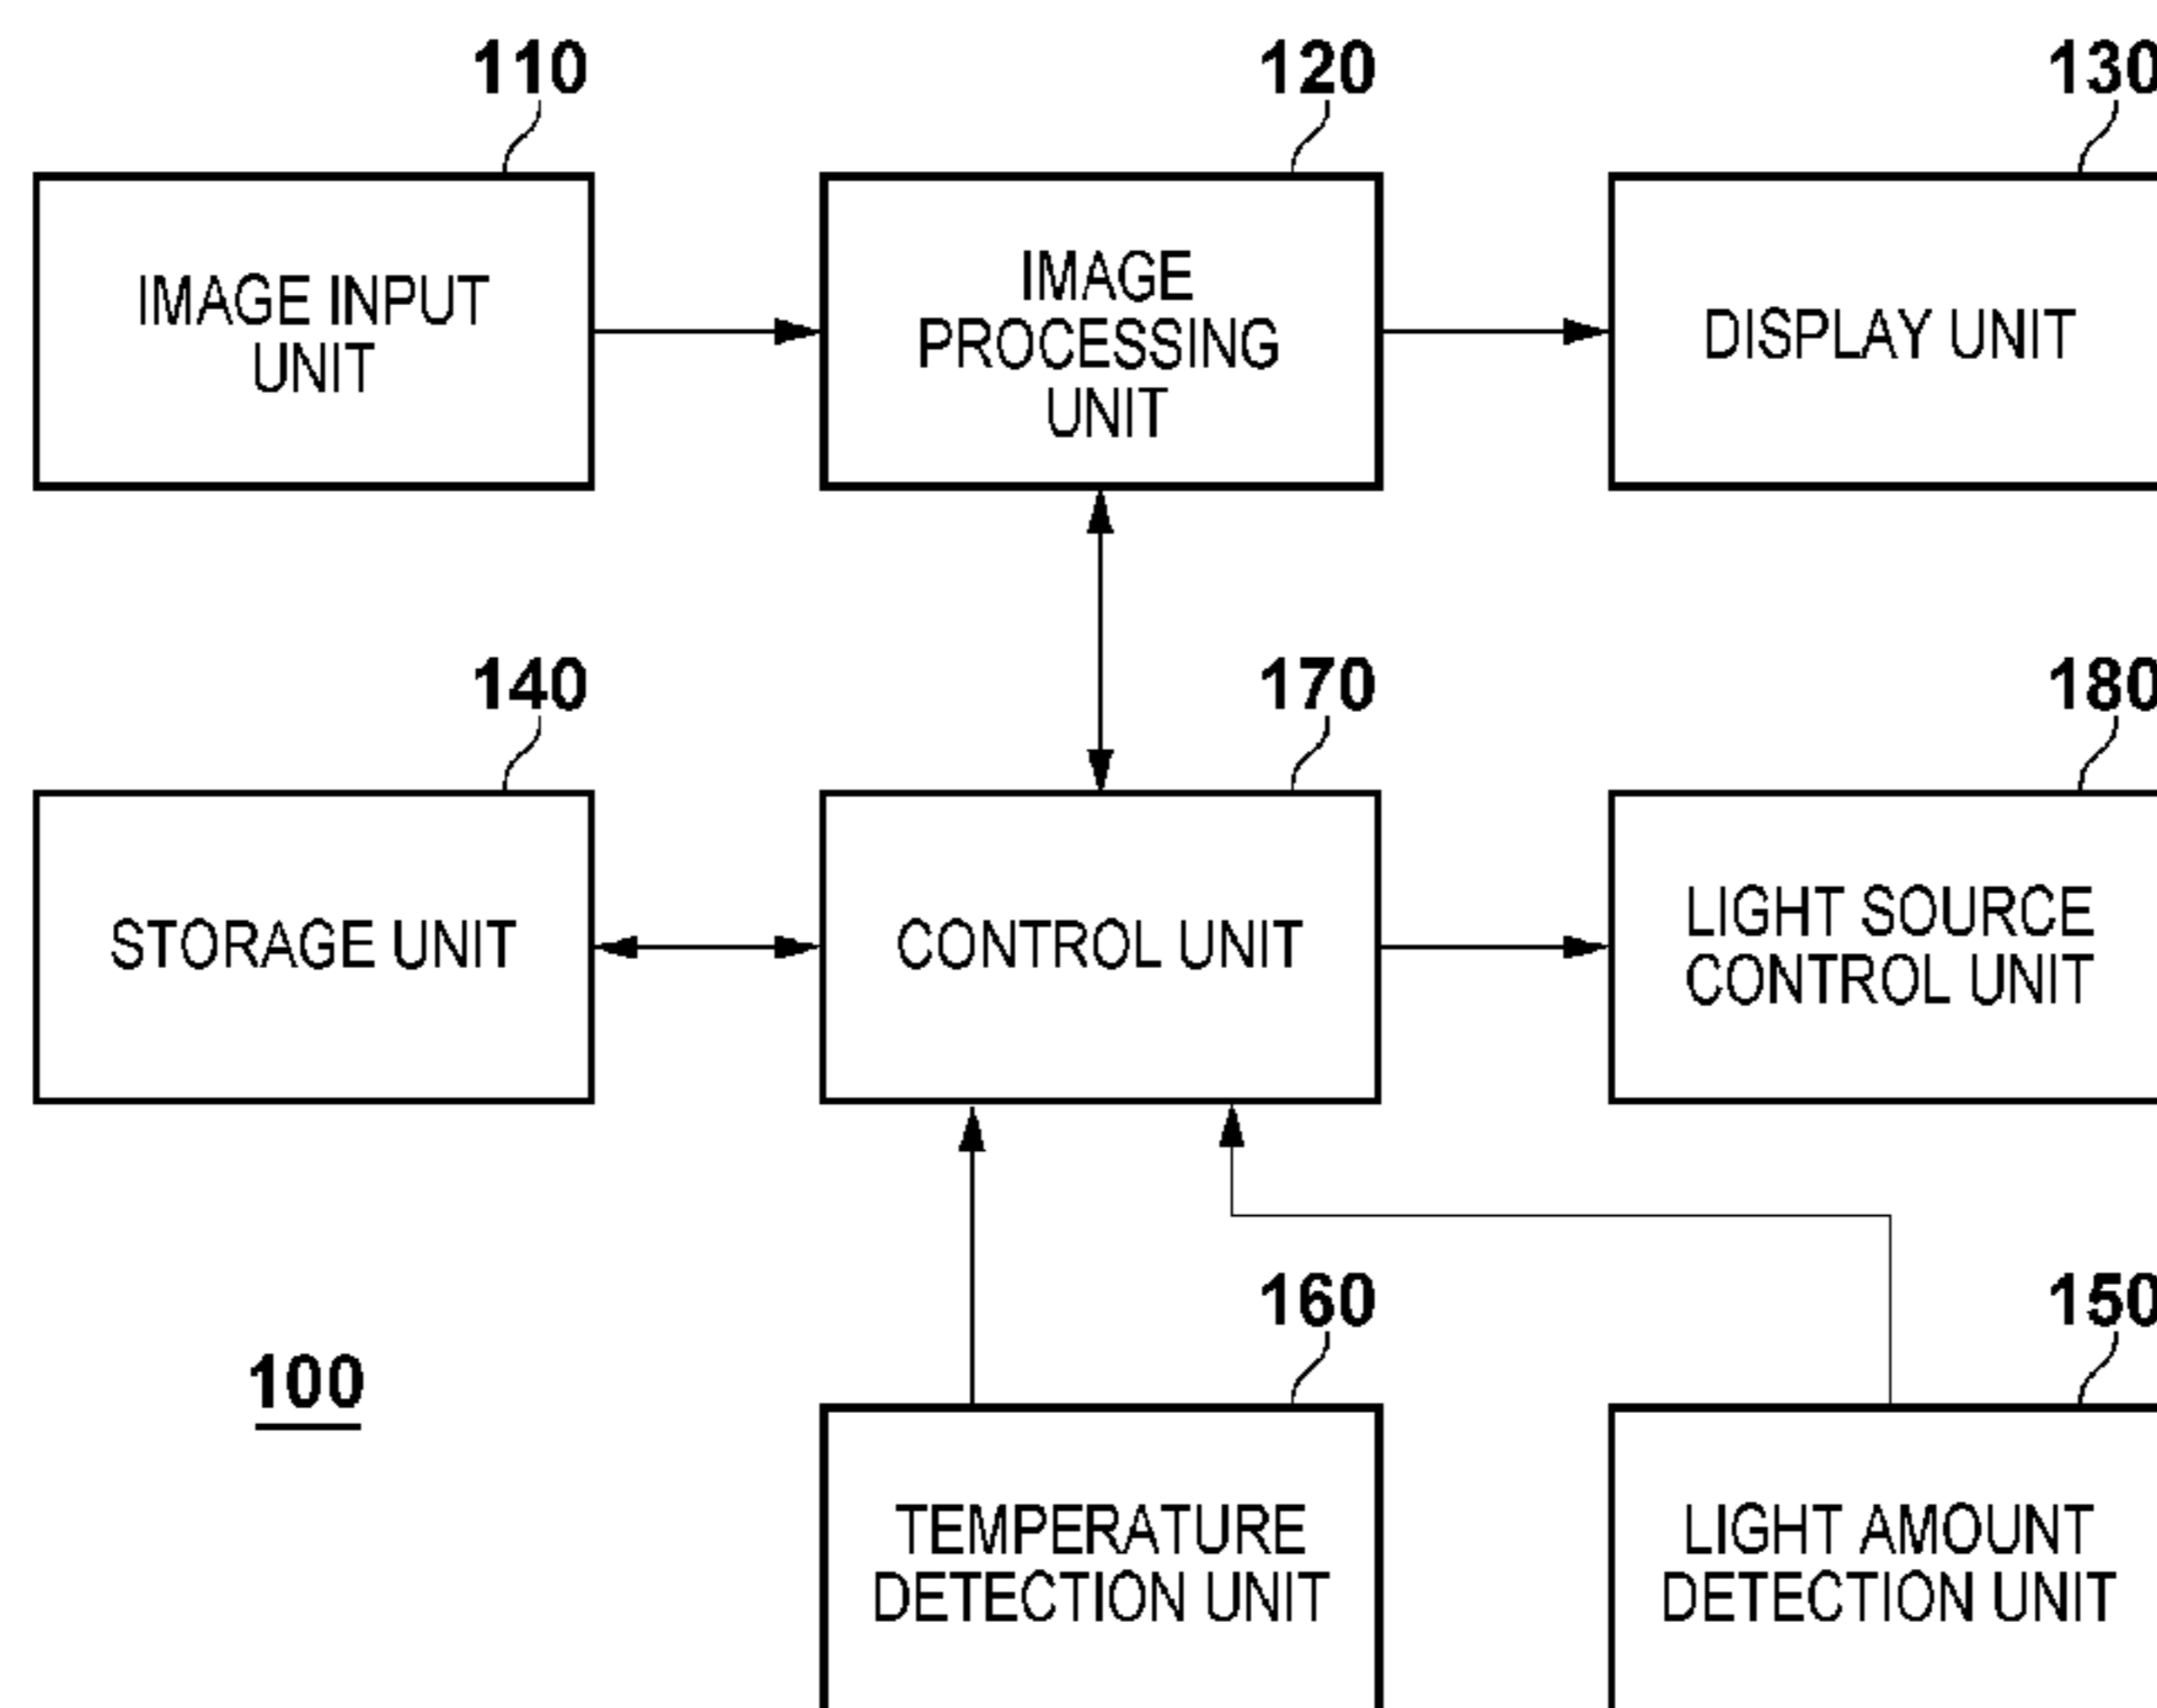 110
120
130
IMAGE INPUT
UNIT
IMAGE
PROCESSING
UNIT
DISPLAY UNIT
140
170
180
STORAGE UNIT
CONTROL UNIT
LIGHT SOURCE
CONTROL UNIT
160
150
100
TEMPERATURE
DETECTION UNIT
LIGHT AMOUNT
DETECTION UNIT